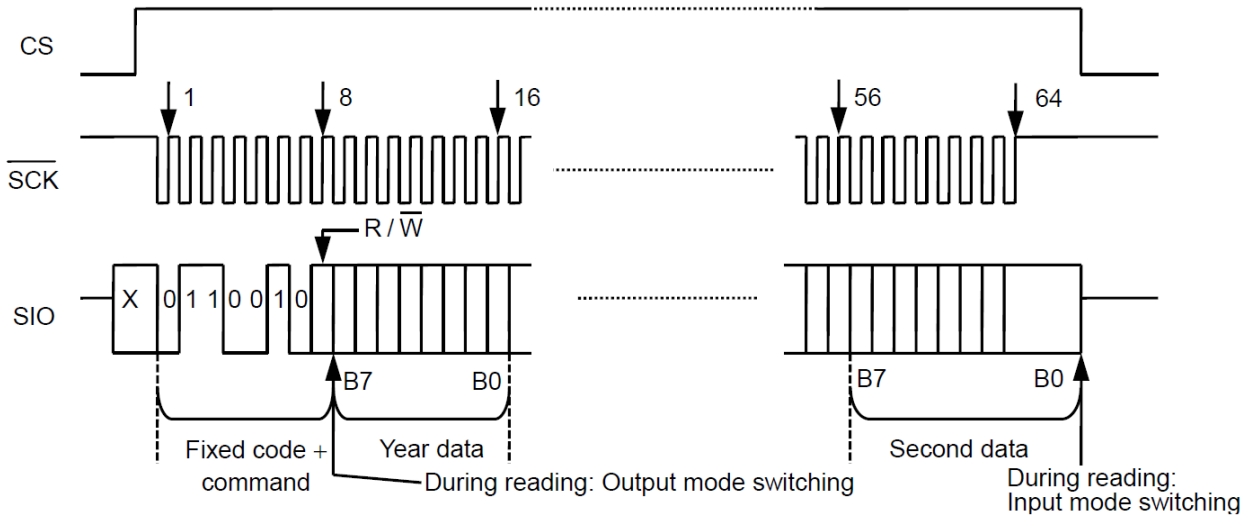 CS
1 8 16 56 64
SCK
R / W
SIO
X 0 1 1 0 0 1 0
B7 B0 B7 B0
Fixed code +
command
Year data
Second data
During reading: Output mode switching
During reading:
Input mode switching